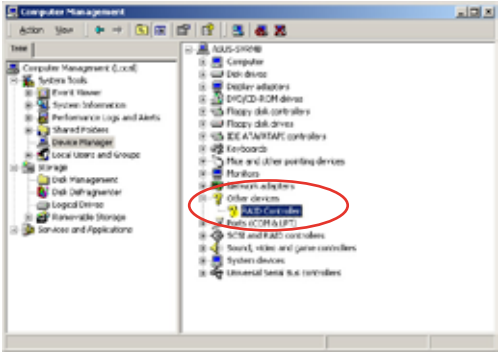 Computer Management
Action View
Tree
Computer Management (Local)
System Tools
Event Viewer
System Information
Performance Logs and Alerts
Shared Folders
Device Manager
Local Users and Groups
Storage
Disk Management
Disk Defragmenter
Logical Drives
Removable Storage
Services and Applications
Computer
Disk drives
Display adapters
DVD/CD-ROM drives
Floppy disk controllers
Floppy disk drives
IDE ATA/ATAPI controllers
Keyboards
Mice and other pointing devices
Monitors
Network adapters
Other devices
RAID Controller
Ports (COM & LPT)
SCSI and RAID controllers
Sound, video and game controllers
System devices
Universal Serial Bus controllers